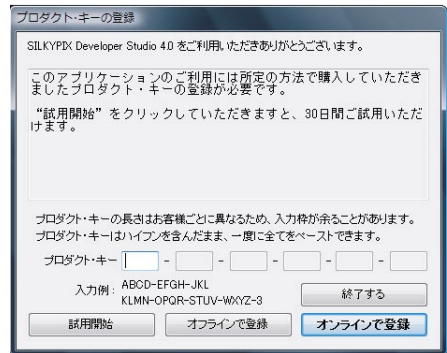 プロダクト・キーの登録
SILKYPIX Developer Studio 4.0 をご利用いただきありがとうございます。
このアプリケーションのご利用には所定の方法で購入していただき
ましたプロダクト・キーの登録が必要です。
“試用開始”をクリックしていただきますと、30日間ご試用いただ
けます。
プロダクト・キーの長さはお客様ごとに異なるため、入力枠が余ることがあります。
プロダクト・キーはハイフンを含んだまま、一度に全てをペーストできます。
プロダクト・キー - - - - -
入力例 : ABCD-EFGH-JKL
KLMN-OPQR-STUV-WXYZ-3
終了する
試用開始 オフラインで登録 オンラインで登録